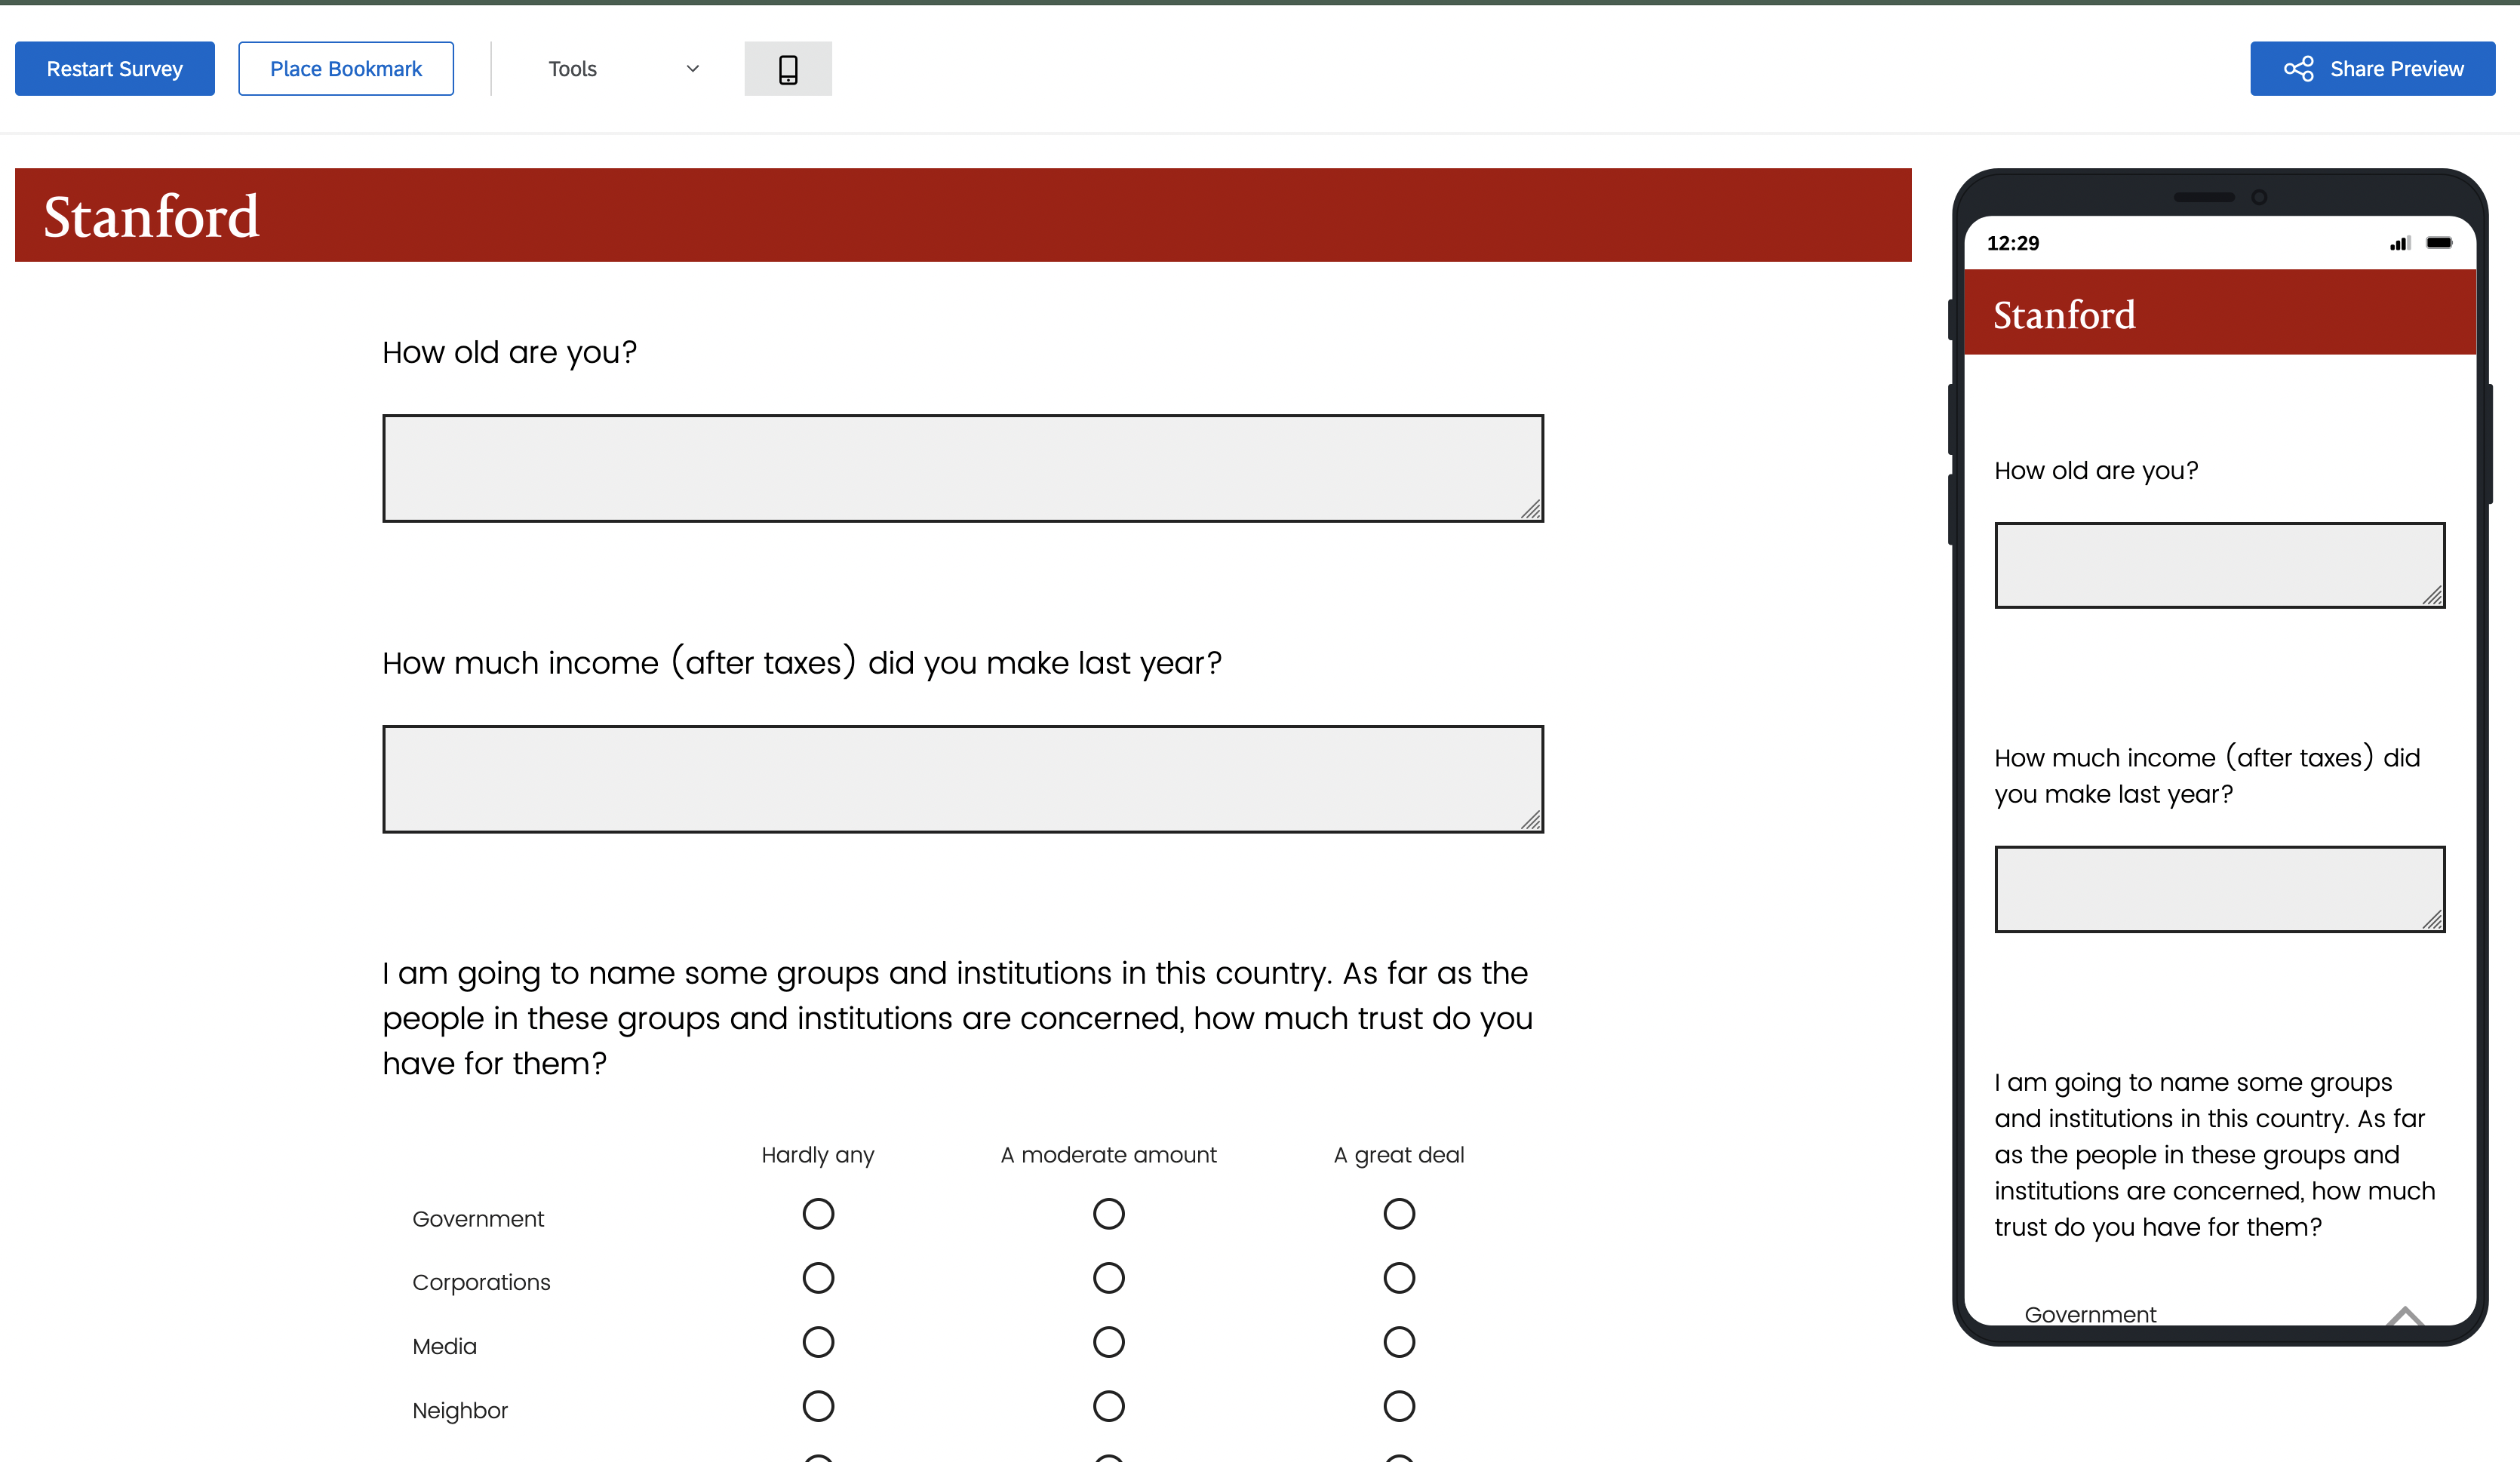 Restart Survey Place Bookmark Tools Share Preview
Stanford
How old are you?
How much income (after taxes) did you make last year?
I am going to name some groups and institutions in this country. As far as the
people in these groups and institutions are concerned, how much trust do you
have for them?
Hardly any A moderate amount A great deal
Government
Corporations
Media
Neighbor
12:29
Stanford
How old are you?
How much income (after taxes) did
you make last year?
I am going to name some groups
and institutions in this country. As far
as the people in these groups and
institutions are concerned, how much
trust do you have for them?
Government